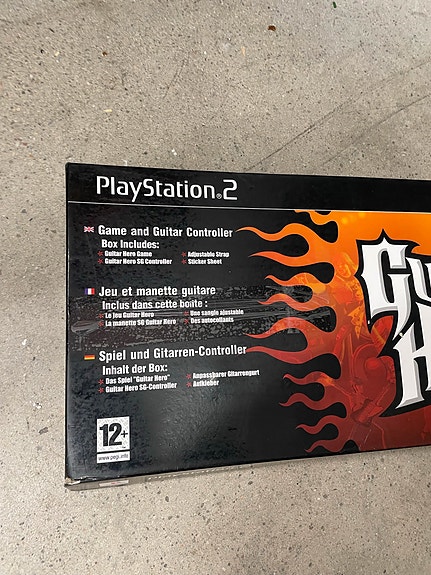 PlayStation®2
Game and Guitar Controller
Box Includes:
Guitar Hero Game
Guitar Hero SG Controller
Adjustable Strap
Sticker Sheet
Jeu et manette guitare
Inclus dans cette boîte :
Le jeu Guitar Hero
La manette SG Guitar Hero
Une sangle ajustable
Des autocollants
Spiel und Gitarren-Controller
Inhalt der Box:
Das Spiel "Guitar Hero"
Guitar Hero SG-Controller
Anpassbarer Gitarrengurt
Aufkleber
12+
www.pegi.info
Gu
H